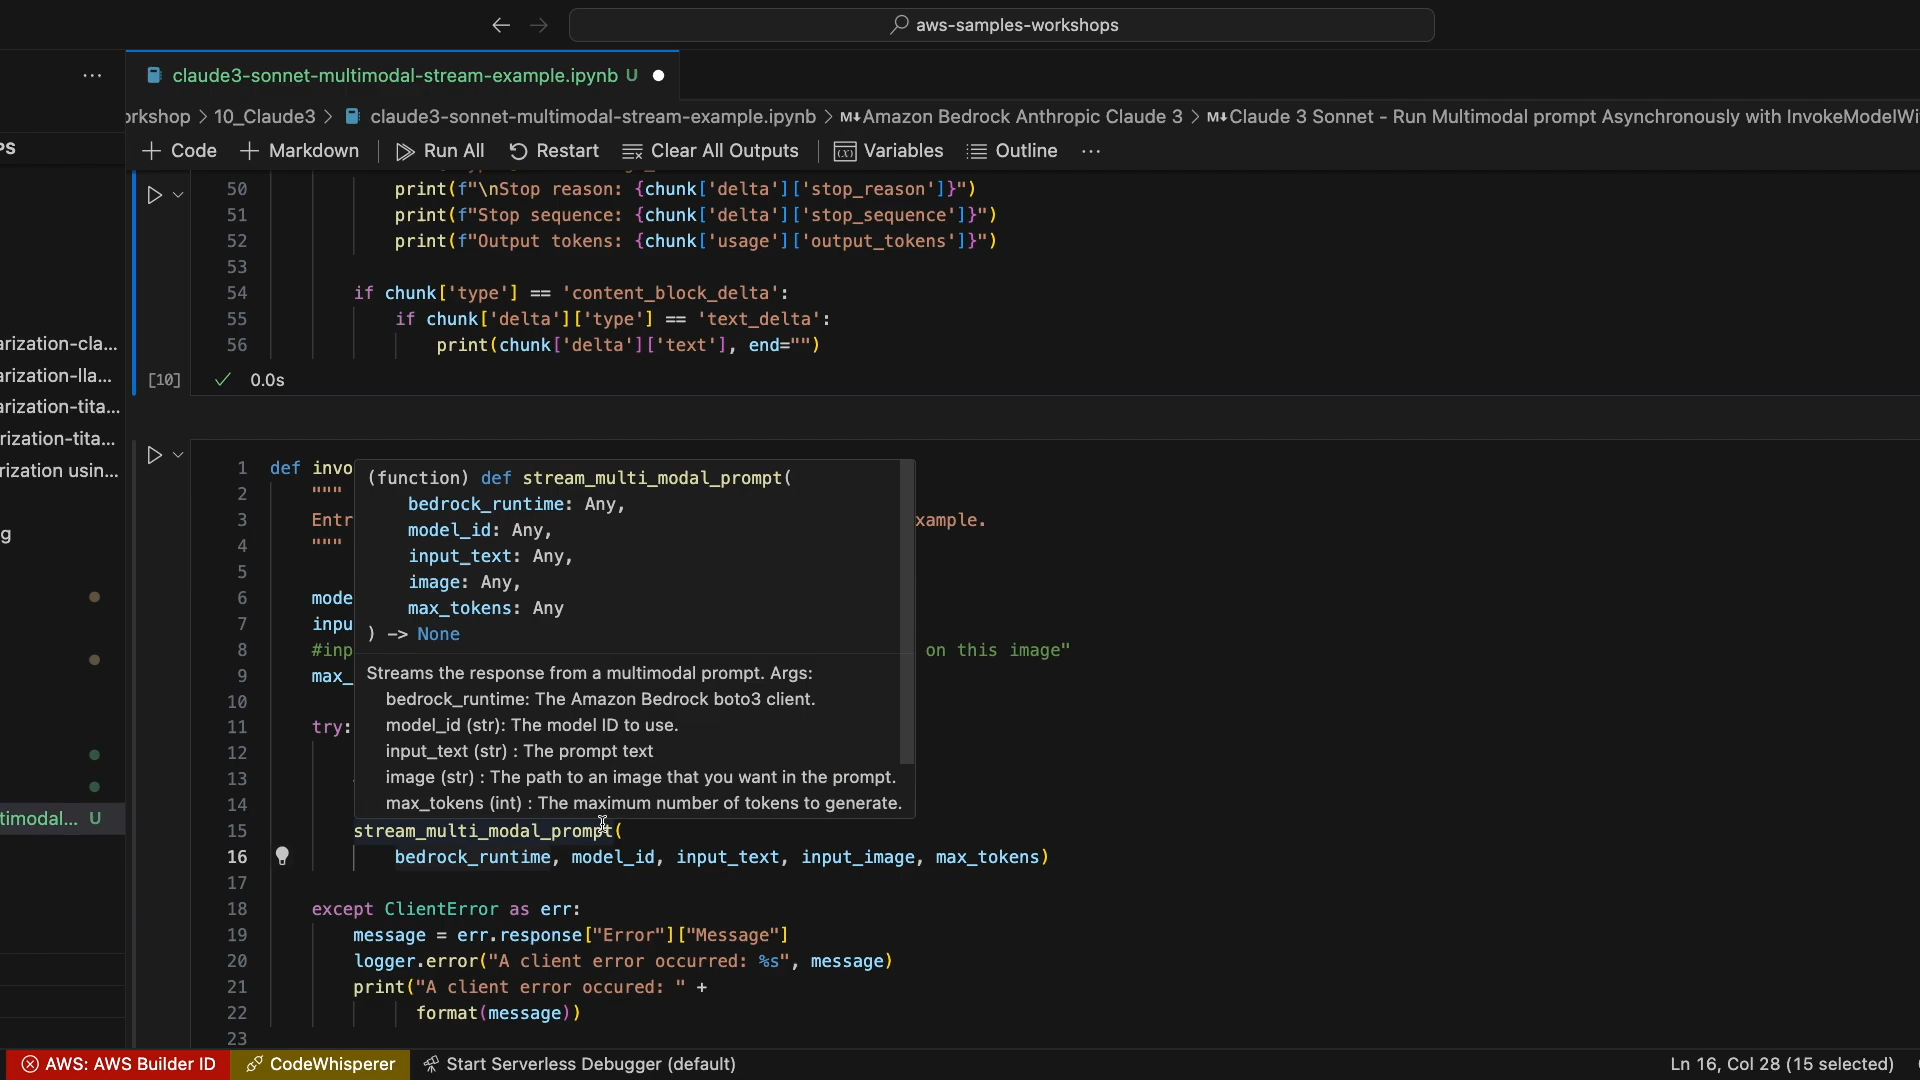 aws-samples-workshops
claude3-sonnet-multimodal-stream-example.ipynb U
orkshop > 10_Claude3 > claude3-sonnet-multimodal-stream-example.ipynb > M↓Amazon Bedrock Anthropic Claude 3 > M↓Claude 3 Sonnet - Run Multimodal prompt Asynchronously with InvokeModelWi
PS
+ Code + Markdown Run All Restart Clear All Outputs Variables Outline ...
50 print(f"\nStop reason: {chunk['delta']['stop_reason']}")
51 print(f"Stop sequence: {chunk['delta']['stop_sequence']}")
52 print(f"Output tokens: {chunk['usage']['output_tokens']}")
53
54 if chunk['type'] == 'content_block_delta':
55 if chunk['delta']['type'] == 'text_delta':
56 print(chunk['delta']['text'], end="")
[10] ✓ 0.0s
arization-cla...
arization-lla...
arization-tita...
rization-tita...
rization usin...
g
timodal... U
1 def invo
2 """
3 Entr xample.
4 """
5
6 mode
7 inpu
8 #inp on this image"
9 max_
10
11 try:
12
13
14
(function) def stream_multi_modal_prompt(
bedrock_runtime: Any,
model_id: Any,
input_text: Any,
image: Any,
max_tokens: Any
) -> None
Streams the response from a multimodal prompt. Args:
bedrock_runtime: The Amazon Bedrock boto3 client.
model_id (str): The model ID to use.
input_text (str) : The prompt text
image (str) : The path to an image that you want in the prompt.
max_tokens (int) : The maximum number of tokens to generate.
15 stream_multi_modal_prompt(
16 bedrock_runtime, model_id, input_text, input_image, max_tokens)
17
18 except ClientError as err:
19 message = err.response["Error"]["Message"]
20 logger.error("A client error occurred: %s", message)
21 print("A client error occured: " +
22 format(message))
23
AWS: AWS Builder ID CodeWhisperer Start Serverless Debugger (default) Ln 16, Col 28 (15 selected)